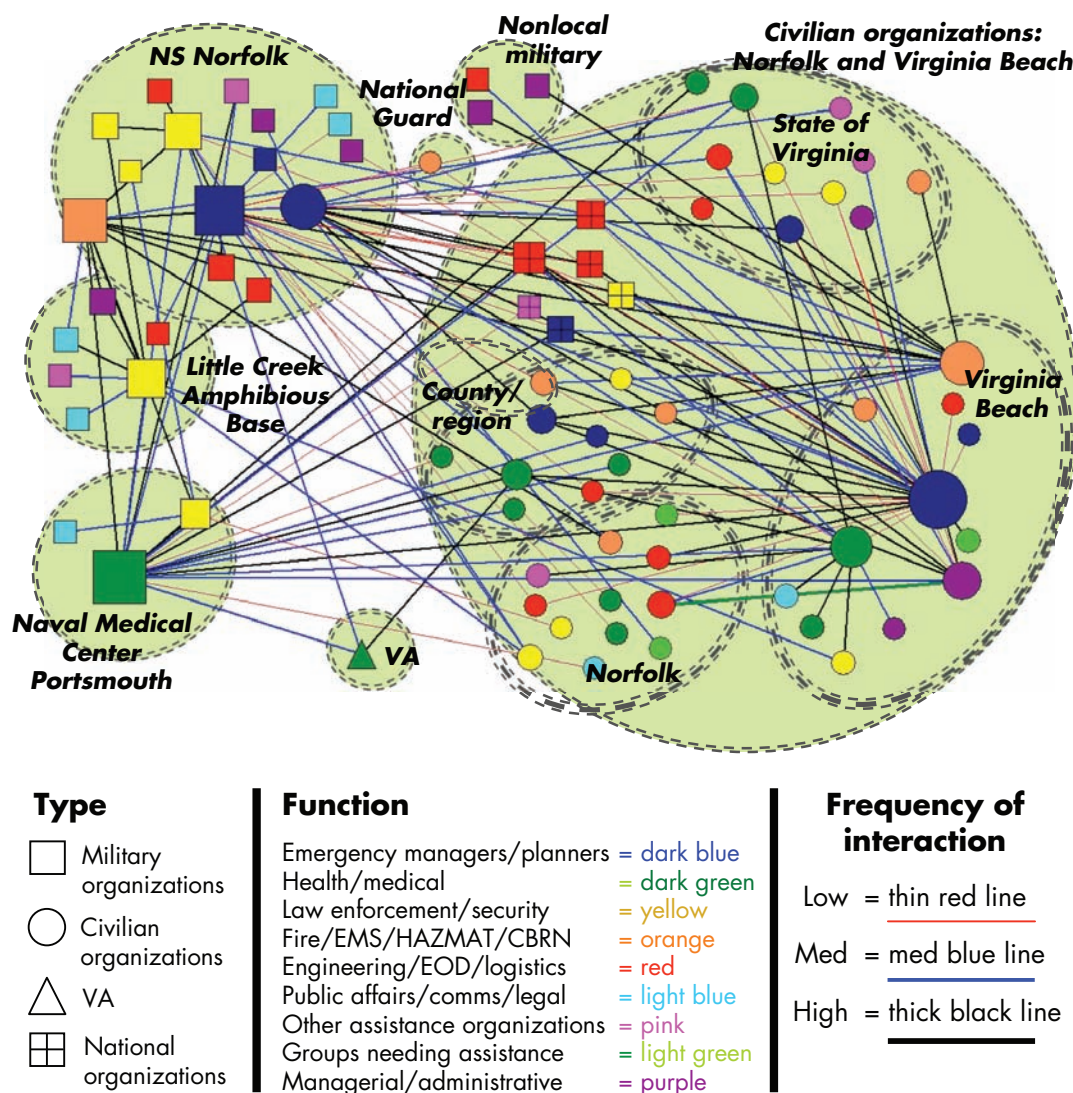 NS Norfolk
Nonlocal
military
Civilian organizations:
Norfolk and Virginia Beach
National
Guard
State of
Virginia
Little Creek
Amphibious
Base
County/
region
Virginia
Beach
Naval Medical
Center
Portsmouth
VA
Norfolk
Type
Military
organizations
Civilian
organizations
VA
National
organizations
Function
Emergency managers/planners = dark blue
Health/medical = dark green
Law enforcement/security = yellow
Fire/EMS/HAZMAT/CBRN = orange
Engineering/EOD/logistics = red
Public affairs/comms/legal = light blue
Other assistance organizations = pink
Groups needing assistance = light green
Managerial/administrative = purple
Frequency of
interaction
Low = thin red line
Med = med blue line
High = thick black line